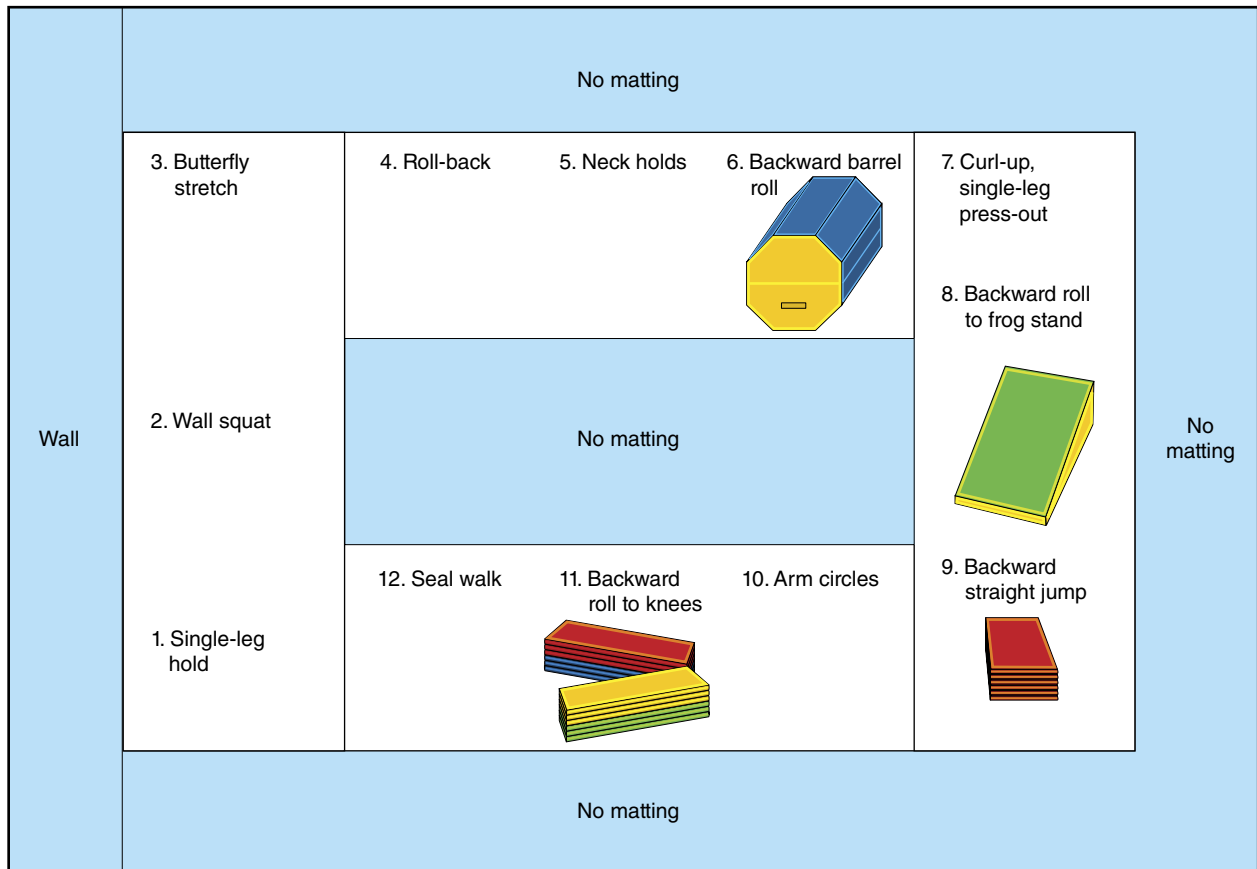 No matting
3. Butterfly
stretch
4. Roll-back
5. Neck holds
6. Backward barrel
roll
7. Curl-up,
single-leg
press-out
8. Backward roll
to frog stand
2. Wall squat
Wall
No matting
No
matting
12. Seal walk
11. Backward
roll to knees
10. Arm circles
9. Backward
straight jump
1. Single-leg
hold
No matting